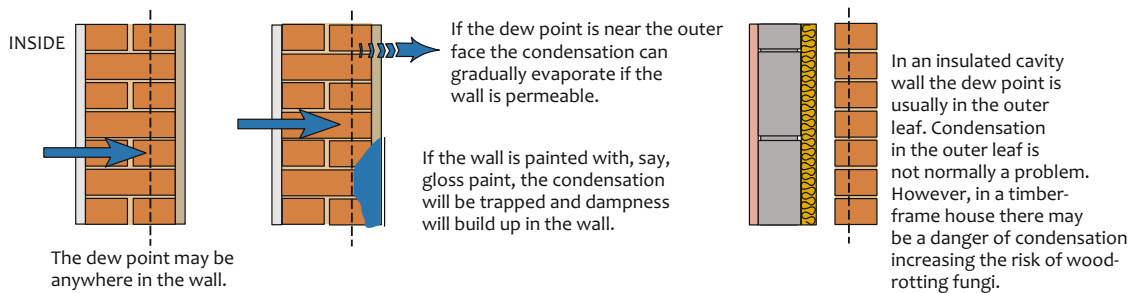 INSIDE
The dew point may be
anywhere in the wall.
If the dew point is near the outer
face the condensation can
gradually evaporate if the
wall is permeable.
If the wall is painted with, say,
gloss paint, the condensation
will be trapped and dampness
will build up in the wall.
In an insulated cavity
wall the dew point is
usually in the outer
leaf. Condensation
in the outer leaf is
not normally a problem.
However, in a timber-
frame house there may
be a danger of condensation
increasing the risk of wood-
rotting fungi.